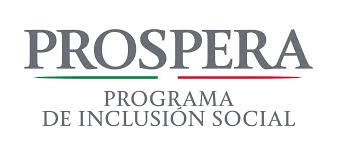 PROSPERA
PROGRAMA
DE INCLUSIÓN SOCIAL